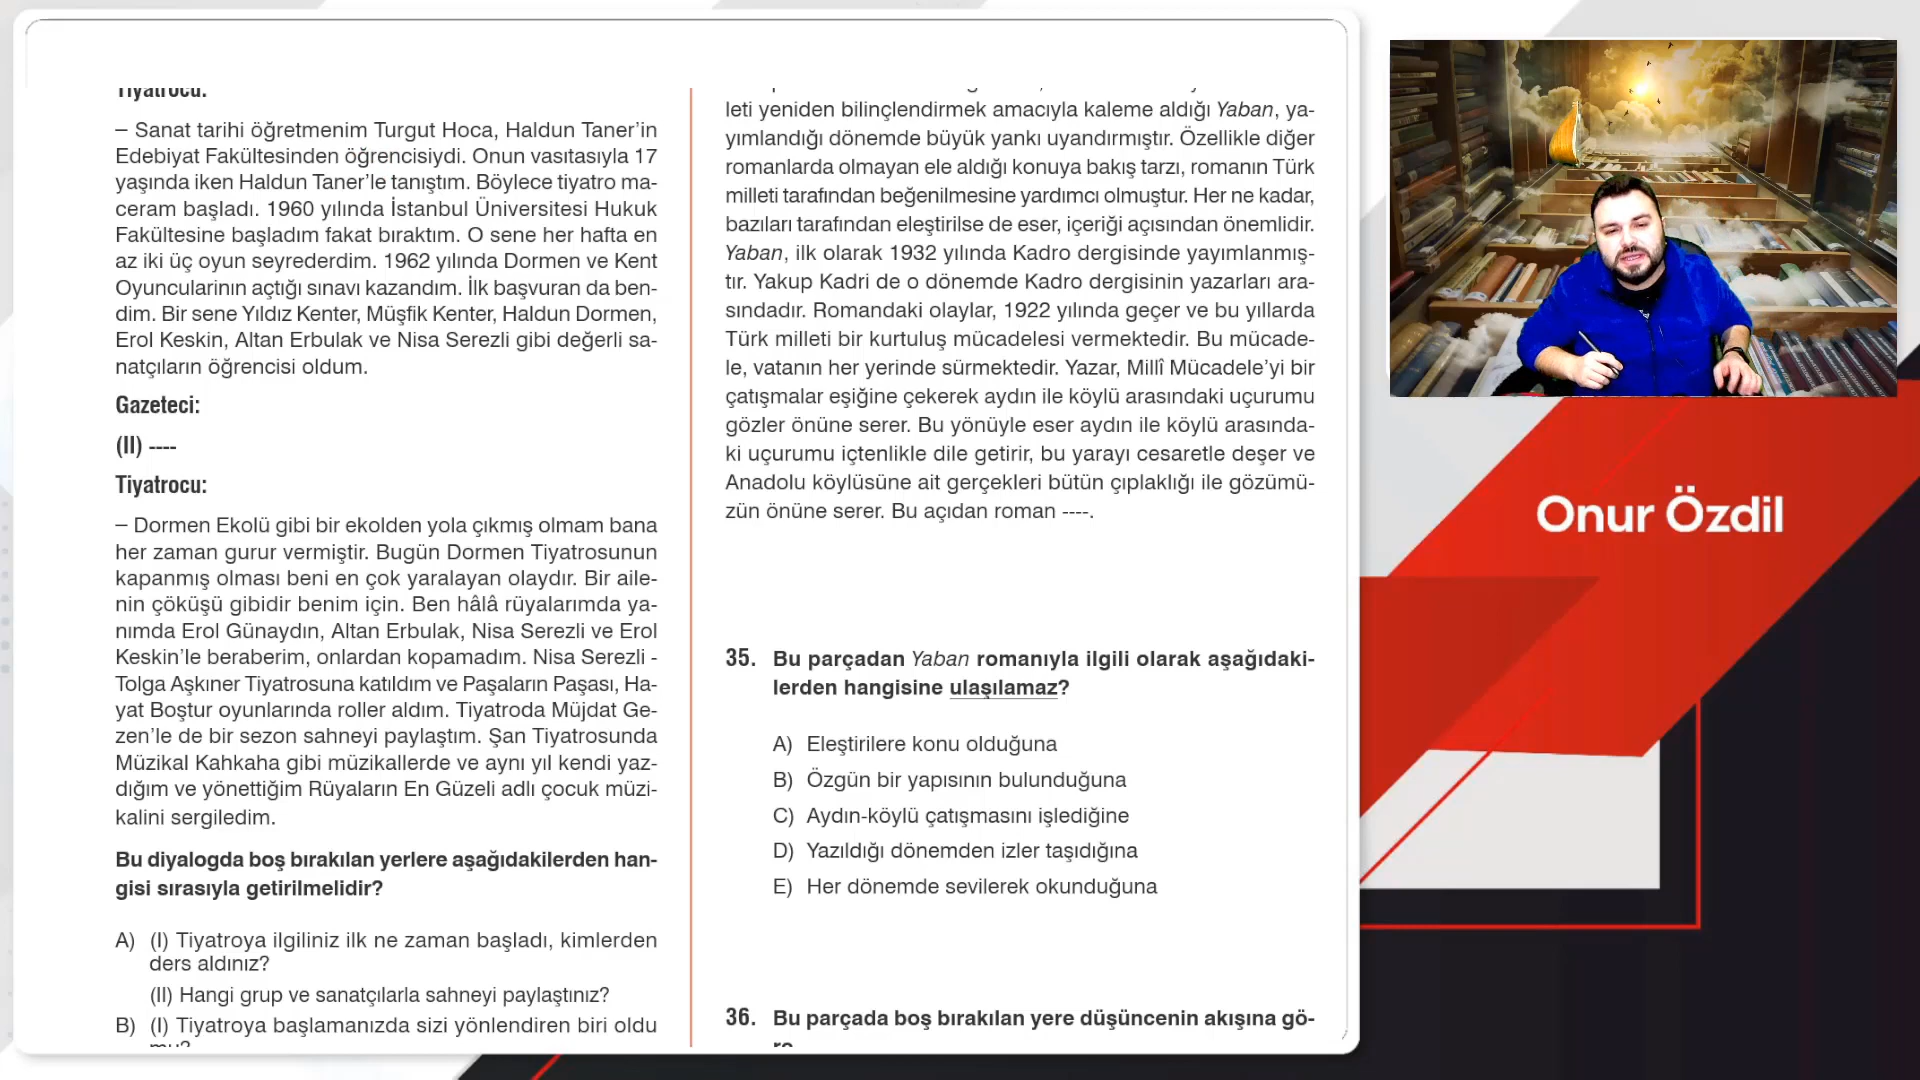 Tiyatrocu:
– Sanat tarihi öğretmenim Turgut Hoca, Haldun Taner’in
Edebiyat Fakültesinden öğrencisiydi. Onun vasıtasıyla 17
yaşında iken Haldun Taner’le tanıştım. Böylece tiyatro ma-
ceram başladı. 1960 yılında İstanbul Üniversitesi Hukuk
Fakültesine başladım fakat bıraktım. O sene her hafta en
az iki üç oyun seyrederdim. 1962 yılında Dormen ve Kent
Oyuncularının açtığı sınavı kazandım. İlk başvuran da ben-
dim. Bir sene Yıldız Kenter, Müşfik Kenter, Haldun Dormen,
Erol Keskin, Altan Erbulak ve Nisa Serezli gibi değerli sa-
natçıların öğrencisi oldum.
Gazeteci:
(II) ----
Tiyatrocu:
– Dormen Ekolü gibi bir ekolden yola çıkmış olmam bana
her zaman gurur vermiştir. Bugün Dormen Tiyatrosunun
kapanmış olması beni en çok yaralayan olaydır. Bir aile-
nin çöküşü gibidir benim için. Ben hâlâ rüyalarımda ya-
nımda Erol Günaydın, Altan Erbulak, Nisa Serezli ve Erol
Keskin’le beraberim, onlardan kopamadım. Nisa Serezli -
Tolga Aşkıner Tiyatrosuna katıldım ve Paşaların Paşası, Ha-
yat Boştur oyunlarında roller aldım. Tiyatroda Müjdat Ge-
zen’le de bir sezon sahneyi paylaştım. Şan Tiyatrosunda
Müzikal Kahkaha gibi müzikallerde ve aynı yıl kendi yaz-
dığım ve yönettiğim Rüyaların En Güzeli adlı çocuk müzi-
kalini sergiledim.
Bu diyalogda boş bırakılan yerlere aşağıdakilerden han-
gisi sırasıyla getirilmelidir?
A) (I) Tiyatroya ilgiliniz ilk ne zaman başladı, kimlerden
ders aldınız?
(II) Hangi grup ve sanatçılarla sahneyi paylaştınız?
B) (I) Tiyatroya başlamanızda sizi yönlendiren biri oldu
mu?
leti yeniden bilinçlendirmek amacıyla kaleme aldığı Yaban, ya-
yımlandığı dönemde büyük yankı uyandırmıştır. Özellikle diğer
romanlarda olmayan ele aldığı konuya bakış tarzı, romanın Türk
milleti tarafından beğenilmesine yardımcı olmuştur. Her ne kadar,
bazıları tarafından eleştirilse de eser, içeriği açısından önemlidir.
Yaban, ilk olarak 1932 yılında Kadro dergisinde yayımlanmış-
tır. Yakup Kadri de o dönemde Kadro dergisinin yazarları ara-
sındadır. Romandaki olaylar, 1922 yılında geçer ve bu yıllarda
Türk milleti bir kurtuluş mücadelesi vermektedir. Bu mücade-
le, vatanın her yerinde sürmektedir. Yazar, Millî Mücadele’yi bir
çatışmalar eşiğine çekerek aydın ile köylü arasındaki uçurumu
gözler önüne serer. Bu yönüyle eser aydın ile köylü arasında-
ki uçurumu içtenlikle dile getirir, bu yarayı cesaretle deşer ve
Anadolu köylüsüne ait gerçekleri bütün çıplaklığı ile gözümü-
zün önüne serer. Bu açıdan roman ----.
35. Bu parçadan Yaban romanıyla ilgili olarak aşağıdaki-
lerden hangisine ulaşılamaz?
A) Eleştirilere konu olduğuna
B) Özgün bir yapısının bulunduğuna
C) Aydın-köylü çatışmasını işlediğine
D) Yazıldığı dönemden izler taşıdığına
E) Her dönemde sevilerek okunduğuna
36. Bu parçada boş bırakılan yere düşüncenin akışına gö-
re
Onur Özdil